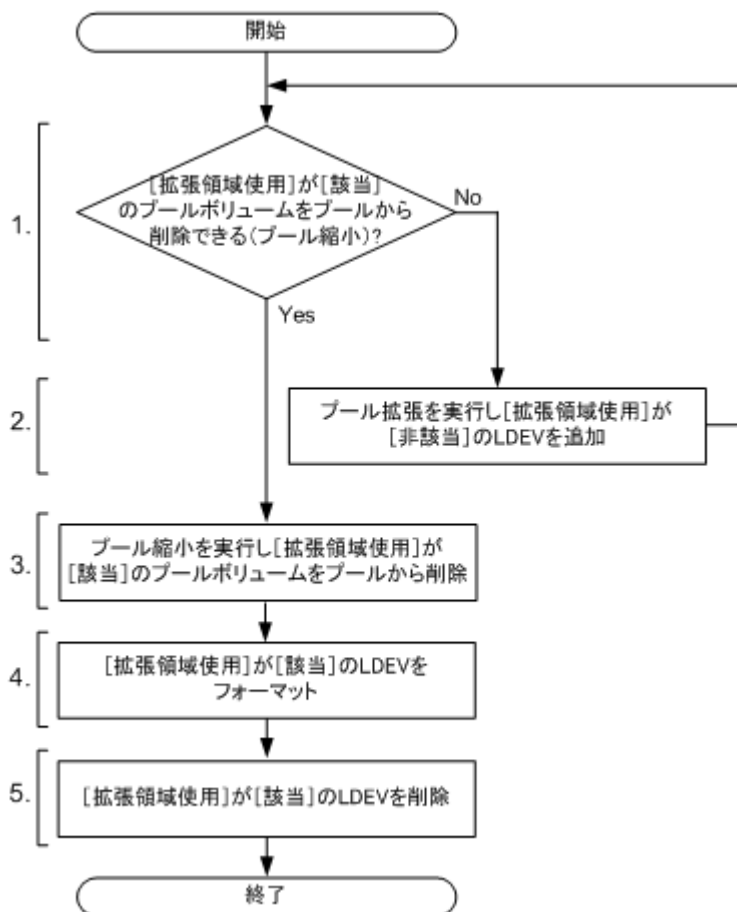 開始
1.
[拡張領域使用]が[該当]
のプールボリュームをプールから
削除できる(プール縮小)?
No
Yes
2.
プール拡張を実行し[拡張領域使用]が
[非該当]のLDEVを追加
3.
プール縮小を実行し[拡張領域使用]が
[該当]のプールボリュームをプールから削除
4.
[拡張領域使用]が[該当]のLDEVを
フォーマット
5.
[拡張領域使用]が[該当]のLDEVを削除
終了